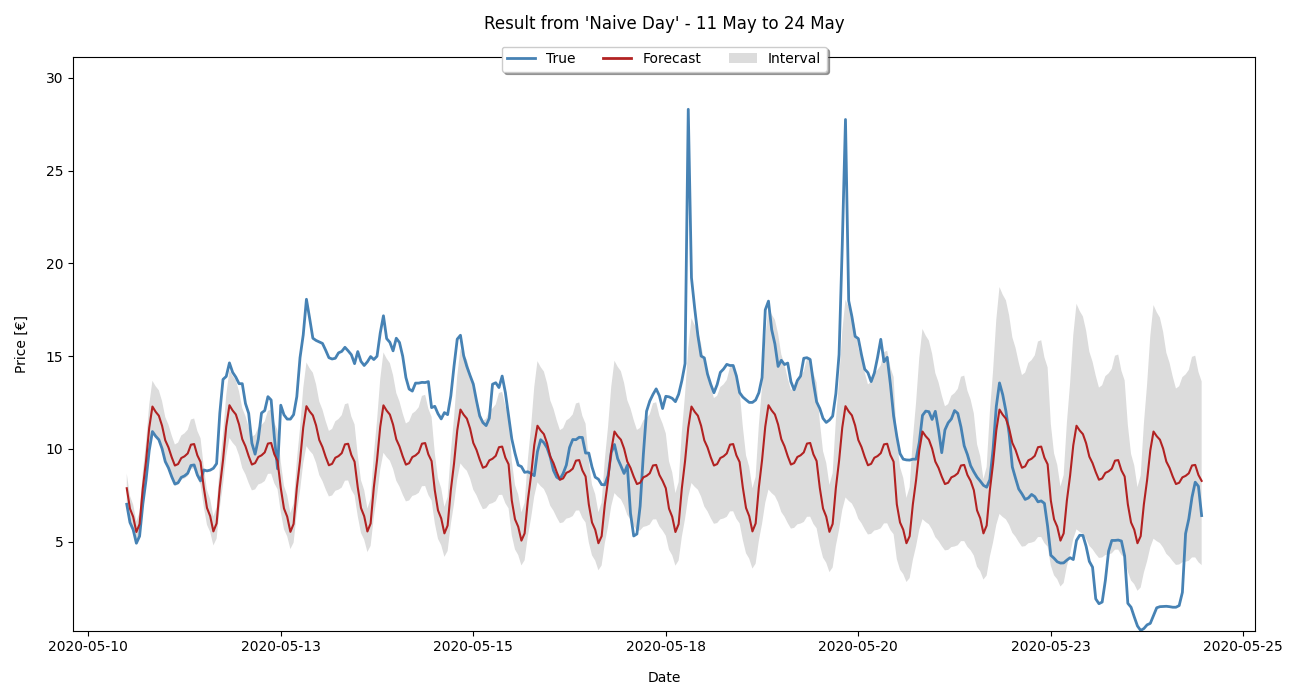 Result from 'Naive Day' - 11 May to 24 May
True Forecast Interval
30
25
20
15
10
5
Price [€]
2020-05-10 2020-05-13 2020-05-15 2020-05-18 2020-05-20 2020-05-23 2020-05-25
Date